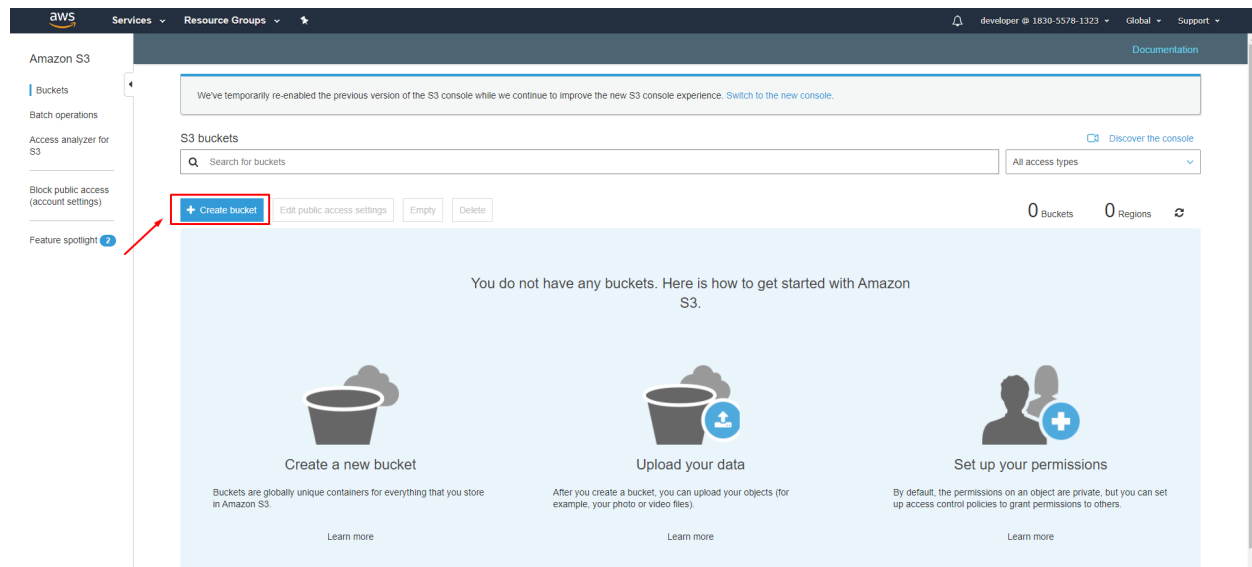 aws Services Resource Groups developer @ 1830-5578-1323 Global Support
Amazon S3
Documentation
Buckets
Batch operations
Access analyzer for
S3
Block public access
(account settings)
Feature spotlight 2
We've temporarily re-enabled the previous version of the S3 console while we continue to improve the new S3 console experience. Switch to the new console.
S3 buckets
Discover the console
Search for buckets
All access types
+ Create bucket Edit public access settings Empty Delete
0 Buckets 0 Regions
You do not have any buckets. Here is how to get started with Amazon
S3.
Create a new bucket
Buckets are globally unique containers for everything that you store
in Amazon S3.
Learn more
Upload your data
After you create a bucket, you can upload your objects (for
example, your photo or video files).
Learn more
Set up your permissions
By default, the permissions on an object are private, but you can set
up access control policies to grant permissions to others.
Learn more